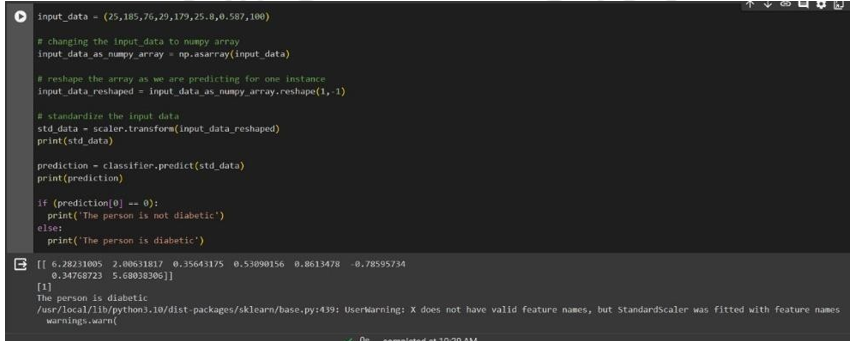 input_data = (25,185,76,29,179,25.8,0.587,100)
# changing the input_data to numpy array
input_data_as_numpy_array = np.asarray(input_data)
# reshape the array as we are predicting for one instance
input_data_reshaped = input_data_as_numpy_array.reshape(1,-1)
# standardize the input data
std_data = scaler.transform(input_data_reshaped)
print(std_data)
prediction = classifier.predict(std_data)
print(prediction)
if (prediction[0] == 0):
print('The person is not diabetic')
else:
print('The person is diabetic')
[[ 6.28231005 2.00631817 0.35643175 0.53090156 0.8613478 -0.78595734
0.34768723 5.68038306]]
[1]
The person is diabetic
/usr/local/lib/python3.10/dist-packages/sklearn/base.py:439: UserWarning: X does not have valid feature names, but StandardScaler was fitted with feature names
warnings.warn(
0s completed at 10:29 AM